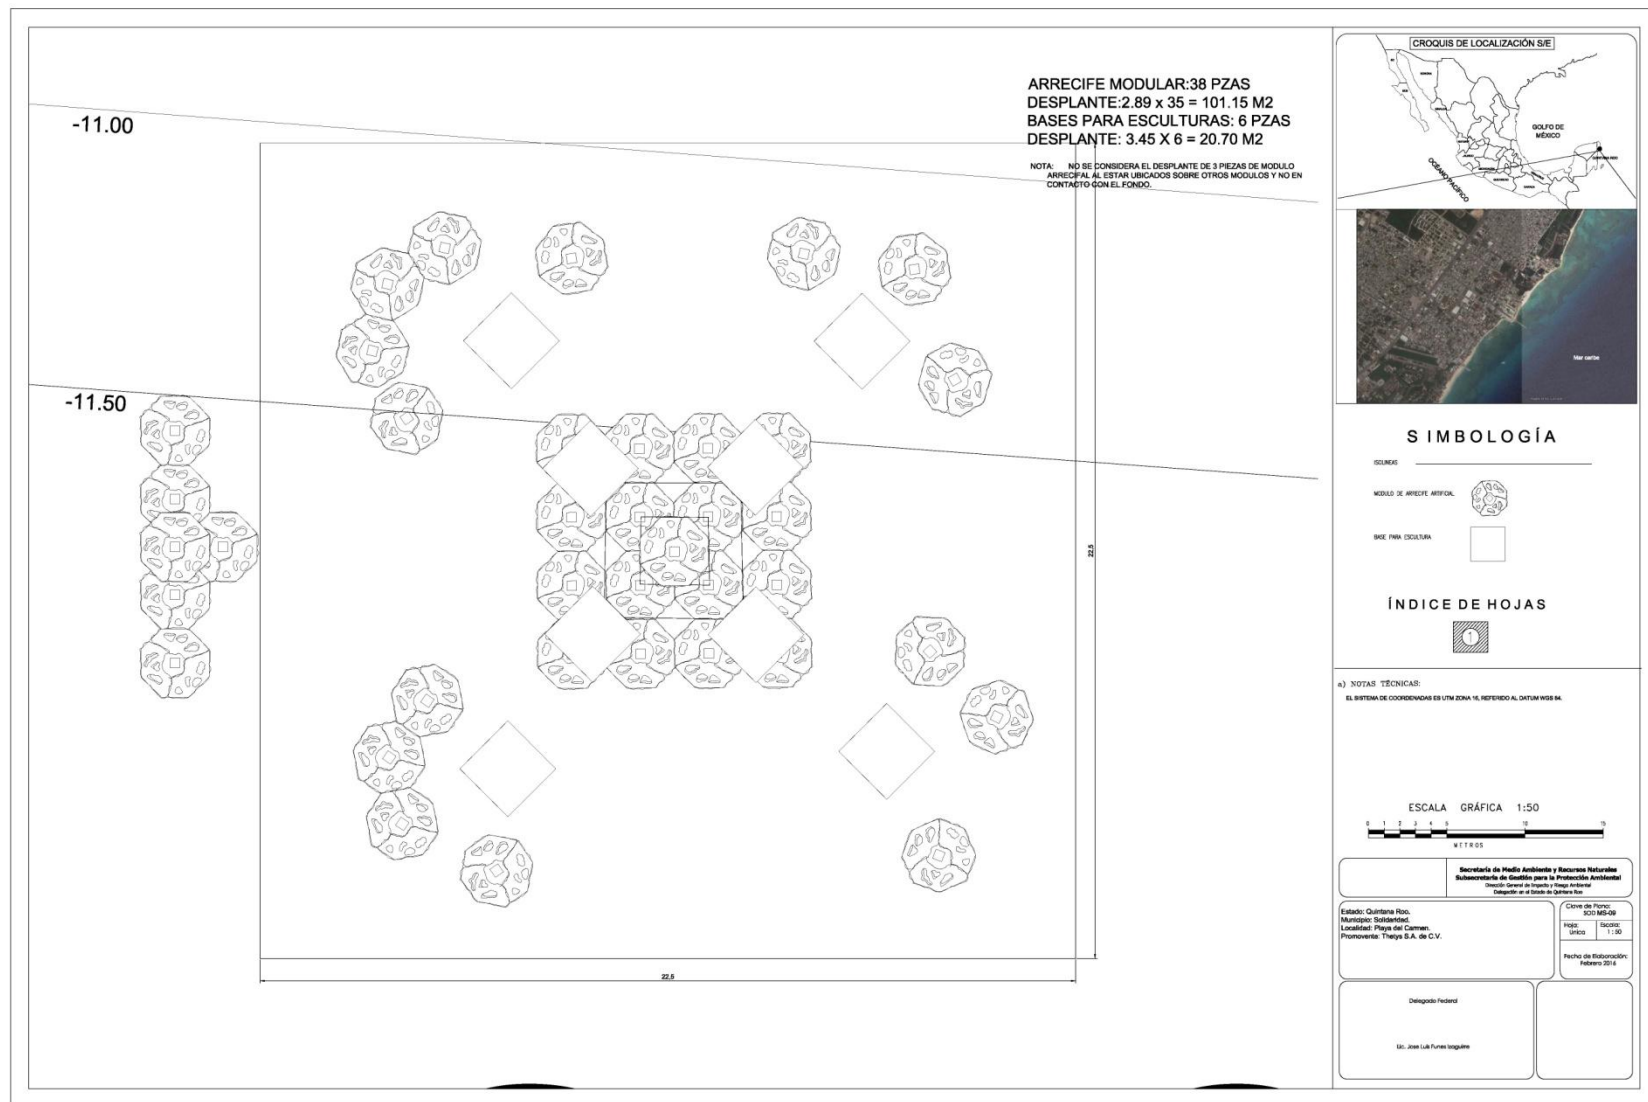 ARRECIFE MODULAR:38 PZAS
DESPLANTE:2.89 x 35 = 101.15 M2
BASES PARA ESCULTURAS: 6 PZAS
DESPLANTE: 3.45 X 6 = 20.70 M2
NOTA: NO SE CONSIDERA EL DESPLANTE DE 3 PIEZAS DE MODULO
ARRECIFAL AL ESTAR UBICADOS SOBRE OTROS MODULOS Y NO EN
CONTACTO CON EL FONDO.
-11.00
-11.50
22,5
22,5
CROQUIS DE LOCALIZACIÓN S/E
GOLFO DE
MÉXICO
OCÉANO PACÍFICO
Mar caribe
S IMBOLOGÍA
ISOLINEAS
MODULO DE ARRECIFE ARTIFICIAL
BASE PARA ESCULTURA
ÍNDICE DE HOJAS
1
a) NOTAS TÉCNICAS:
EL SISTEMA DE COORDENADAS ES UTM ZONA 16, REFERIDO AL DATUM WGS 84.
ESCALA GRÁFICA 1:50
0 1 2 3 4 5 10 15
METROS
Secretaría de Medio Ambiente y Recursos Naturales
Subsecretaría de Gestión para la Protección Ambiental
Dirección General de Impacto y Riesgo Ambiental
Delegación en el Estado de Quintana Roo
Estado: Quintana Roo.
Municipio: Solidaridad.
Localidad: Playa del Carmen.
Promovente: Thetys S.A. de C.V.
Clave de Plano:
SOD MS-09
Hoja: Escala:
Unica 1 : 50
Fecha de Elaboración:
Febrero 2016
Delegado Federal
Lic. Jose Luis Funes Izaguirre